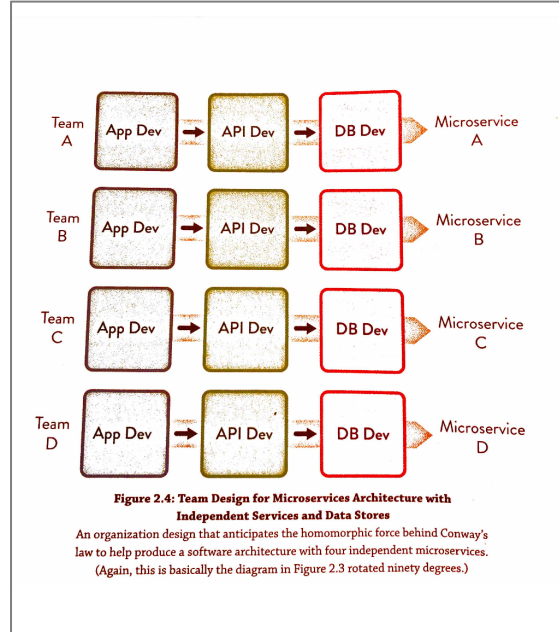 Team
A
App Dev
API Dev
DB Dev
Microservice
A
Team
B
App Dev
API Dev
DB Dev
Microservice
B
Team
C
App Dev
API Dev
DB Dev
Microservice
C
Team
D
App Dev
API Dev
DB Dev
Microservice
D
Figure 2.4: Team Design for Microservices Architecture with
Independent Services and Data Stores
An organization design that anticipates the homomorphic force behind Conway's
law to help produce a software architecture with four independent microservices.
(Again, this is basically the diagram in Figure 2.3 rotated ninety degrees.)